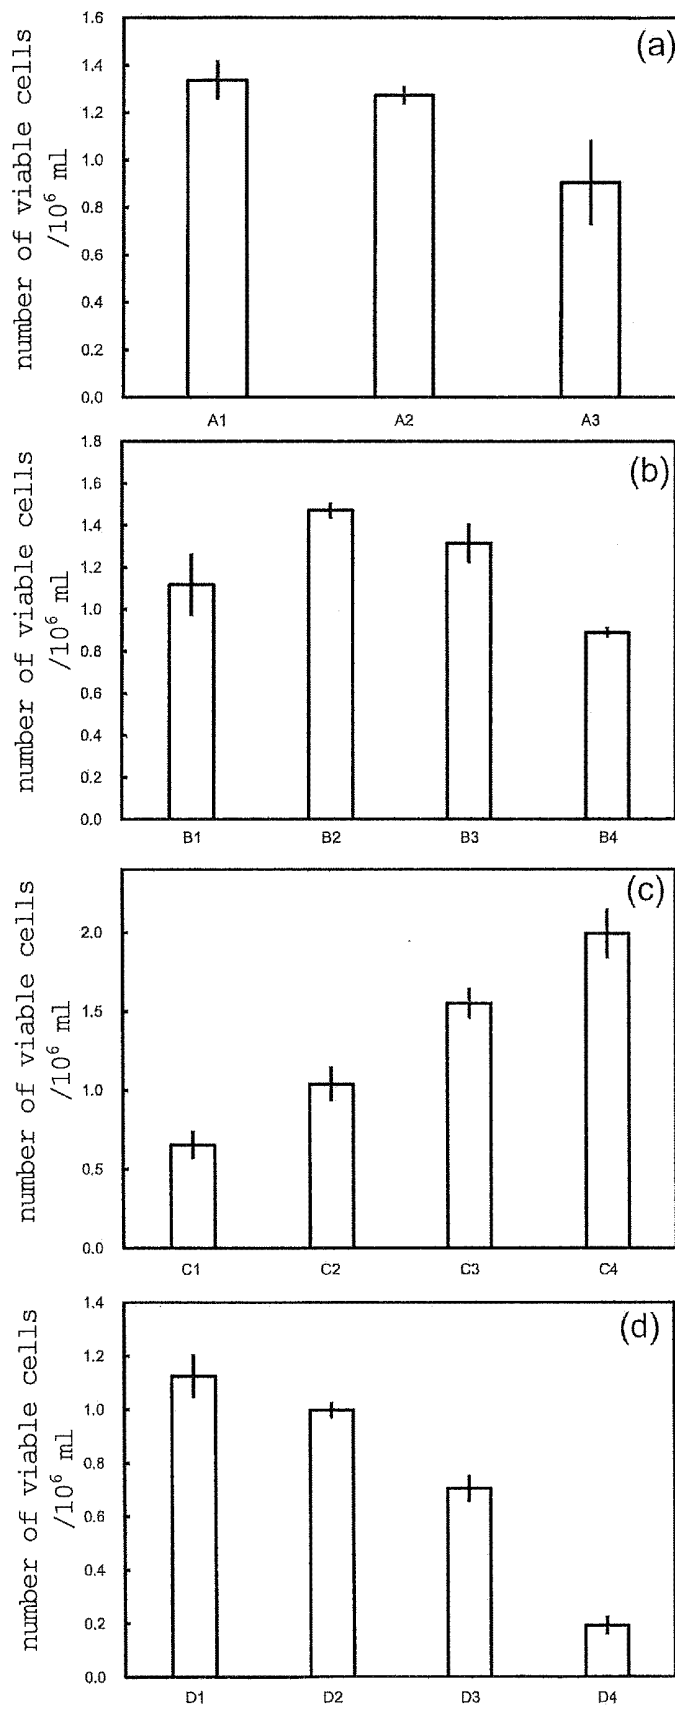 (a)
number of viable cells
/10⁶ ml
1.6
1.4
1.2
1.0
0.8
0.6
0.4
0.2
0.0
A1 A2 A3
(b)
number of viable cells
/10⁶ ml
1.8
1.6
1.4
1.2
1.0
0.8
0.6
0.4
0.2
0.0
B1 B2 B3 B4
(c)
number of viable cells
/10⁶ ml
2.0
1.5
1.0
0.5
0.0
C1 C2 C3 C4
(d)
number of viable cells
/10⁶ ml
1.4
1.2
1.0
0.8
0.6
0.4
0.2
0.0
D1 D2 D3 D4